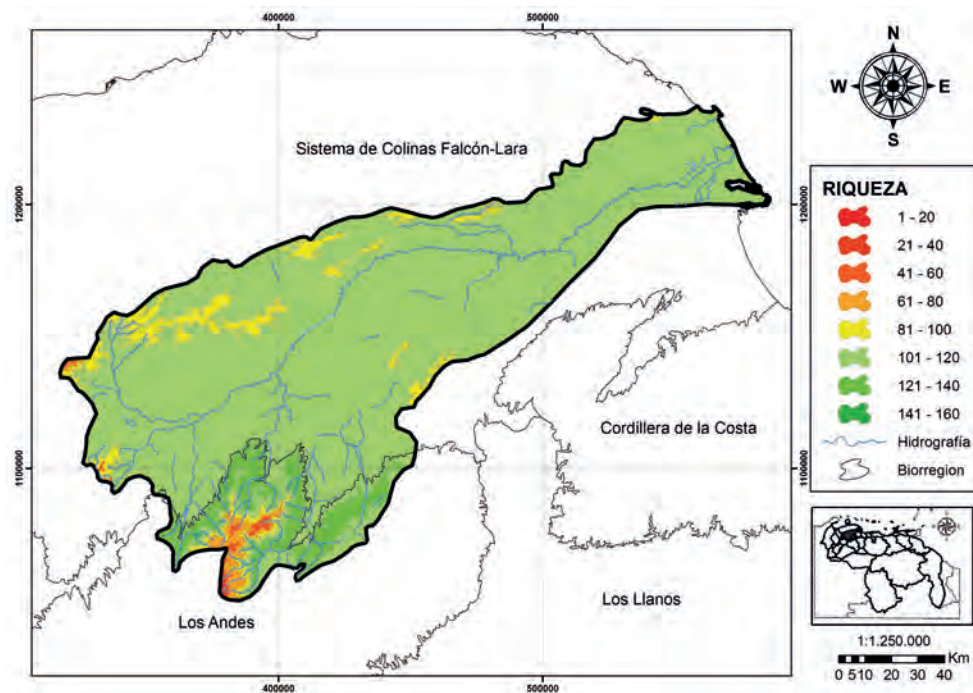 400000
500000
N
W
E
S
Sistema de Colinas Falcón-Lara
1200000
1200000
RIQUEZA
1 - 20
21 - 40
41 - 60
61 - 80
81 - 100
101 - 120
121 - 140
141 - 160
Hidrografía
Biorregion
Cordillera de la Costa
1100000
1100000
Los Andes
Los Llanos
1:1.250.000
0 5 10 20 30 40 Km
400000
500000